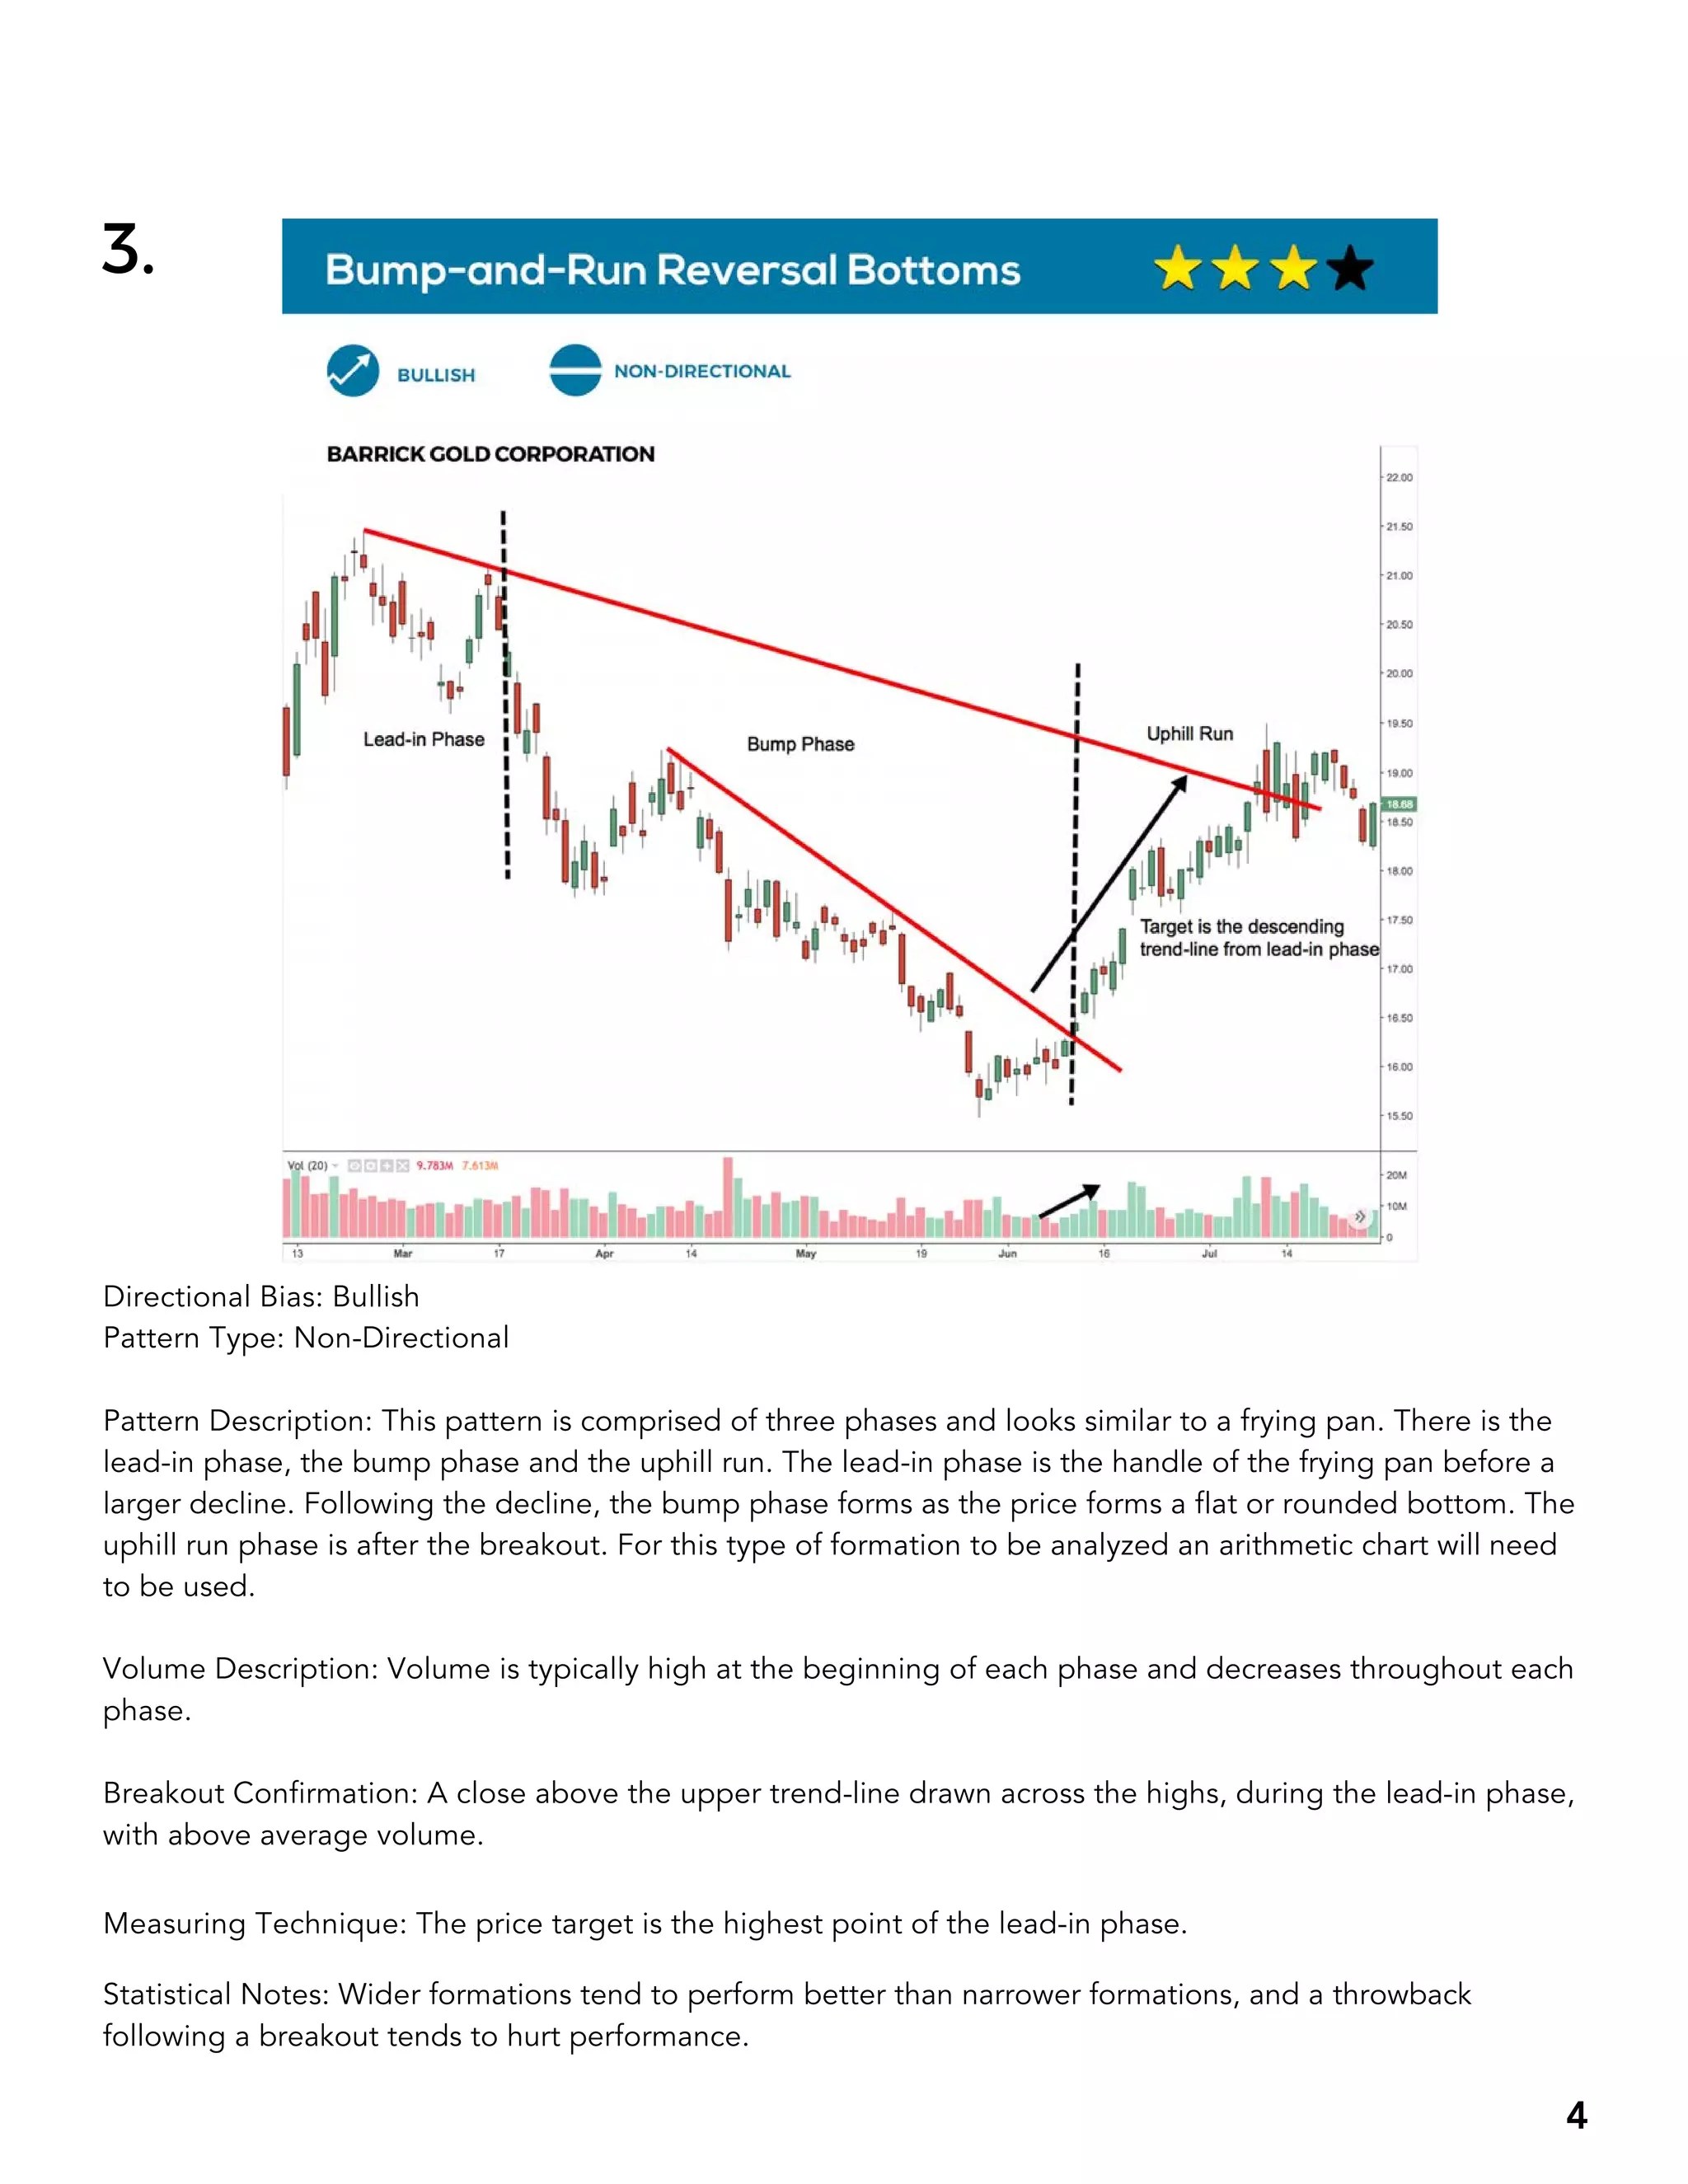 3.
Bump-and-Run Reversal Bottoms
BULLISH
NON-DIRECTIONAL
BARRICK GOLD CORPORATION
22.00
21.50
21.00
20.50
20.00
19.50
19.00
18.68
18.50
18.00
17.50
17.00
16.50
16.00
15.50
Lead-in Phase
Bump Phase
Uphill Run
Target is the descending
trend-line from lead-in phase
Vol (20) 9.783M 7.613M
20M
10M
0
13 Mar 17 Apr 14 May 19 Jun 16 Jul 14
Directional Bias: Bullish
Pattern Type: Non-Directional
Pattern Description: This pattern is comprised of three phases and looks similar to a frying pan. There is the
lead-in phase, the bump phase and the uphill run. The lead-in phase is the handle of the frying pan before a
larger decline. Following the decline, the bump phase forms as the price forms a flat or rounded bottom. The
uphill run phase is after the breakout. For this type of formation to be analyzed an arithmetic chart will need
to be used.
Volume Description: Volume is typically high at the beginning of each phase and decreases throughout each
phase.
Breakout Confirmation: A close above the upper trend-line drawn across the highs, during the lead-in phase,
with above average volume.
Measuring Technique: The price target is the highest point of the lead-in phase.
Statistical Notes: Wider formations tend to perform better than narrower formations, and a throwback
following a breakout tends to hurt performance.
4